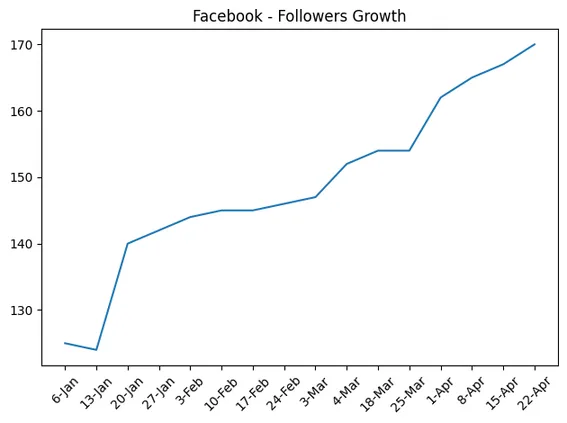 Facebook - Followers Growth
170
160
150
140
130
6-Jan
13-Jan
20-Jan
27-Jan
3-Feb
10-Feb
17-Feb
24-Feb
3-Mar
4-Mar
18-Mar
25-Mar
1-Apr
8-Apr
15-Apr
22-Apr